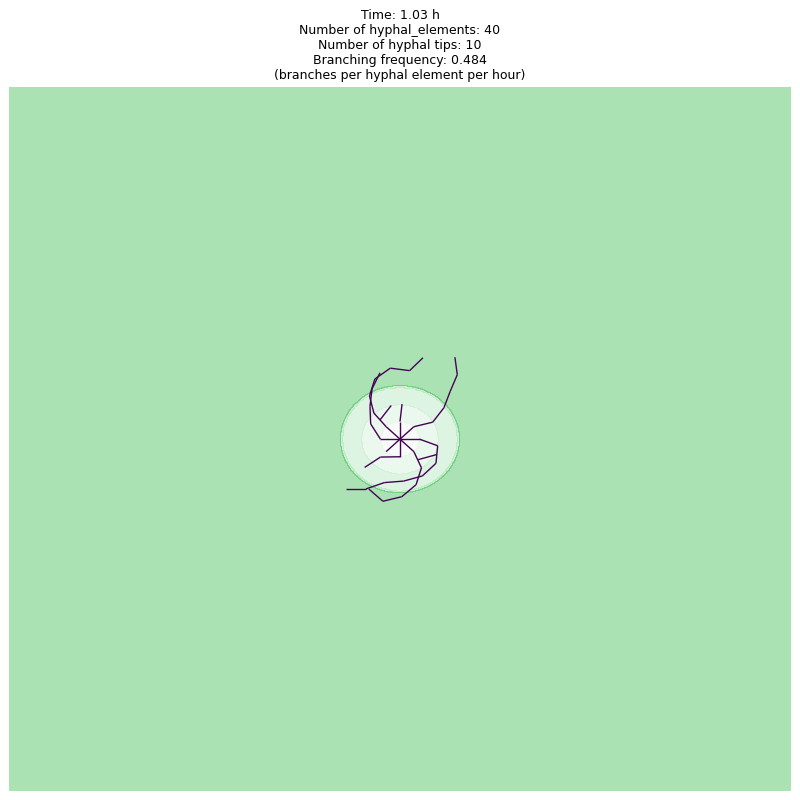 Time: 1.03 h
Number of hyphal_elements: 40
Number of hyphal tips: 10
Branching frequency: 0.484
(branches per hyphal element per hour)